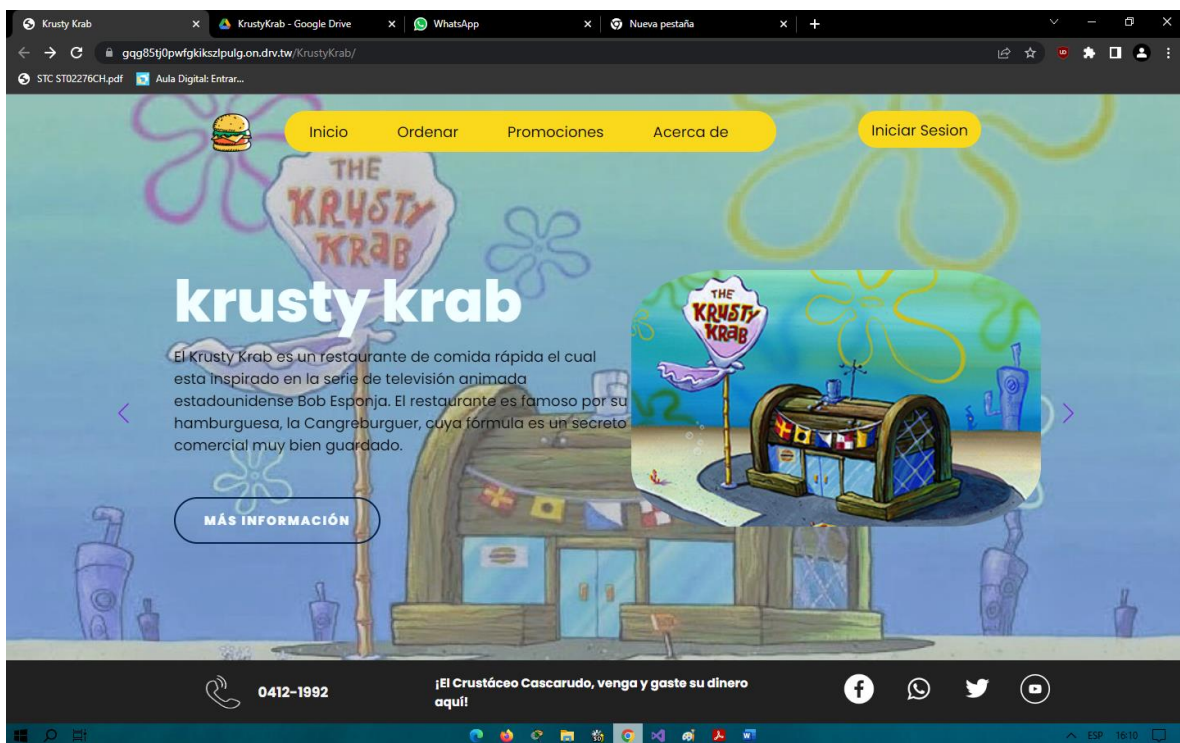 Krusty Krab
KrustyKrab - Google Drive
WhatsApp
Nueva pestaña
gqg85tj0pwfgkikszlpulg.on.drv.tw/KrustyKrab/
STC ST02276CH.pdf
Aula Digital: Entrar...
Inicio
Ordenar
Promociones
Acerca de
Iniciar Sesion
THE
KRUSTY
KRAB
krusty krab
El Krusty Krab es un restaurante de comida rápida el cual
esta Inspirado en la serie de televisión animada
estadounidense Bob Esponja. El restaurante es famoso por su
hamburguesa, la Cangreburguer, cuya fórmula es un secreto
comercial muy bien guardado.
MÁS INFORMACIÓN
THE
KRUSTY
KRAB
0412-1992
¡El Crustáceo Cascarudo, venga y gaste su dinero
aquí!
ESP
16:10